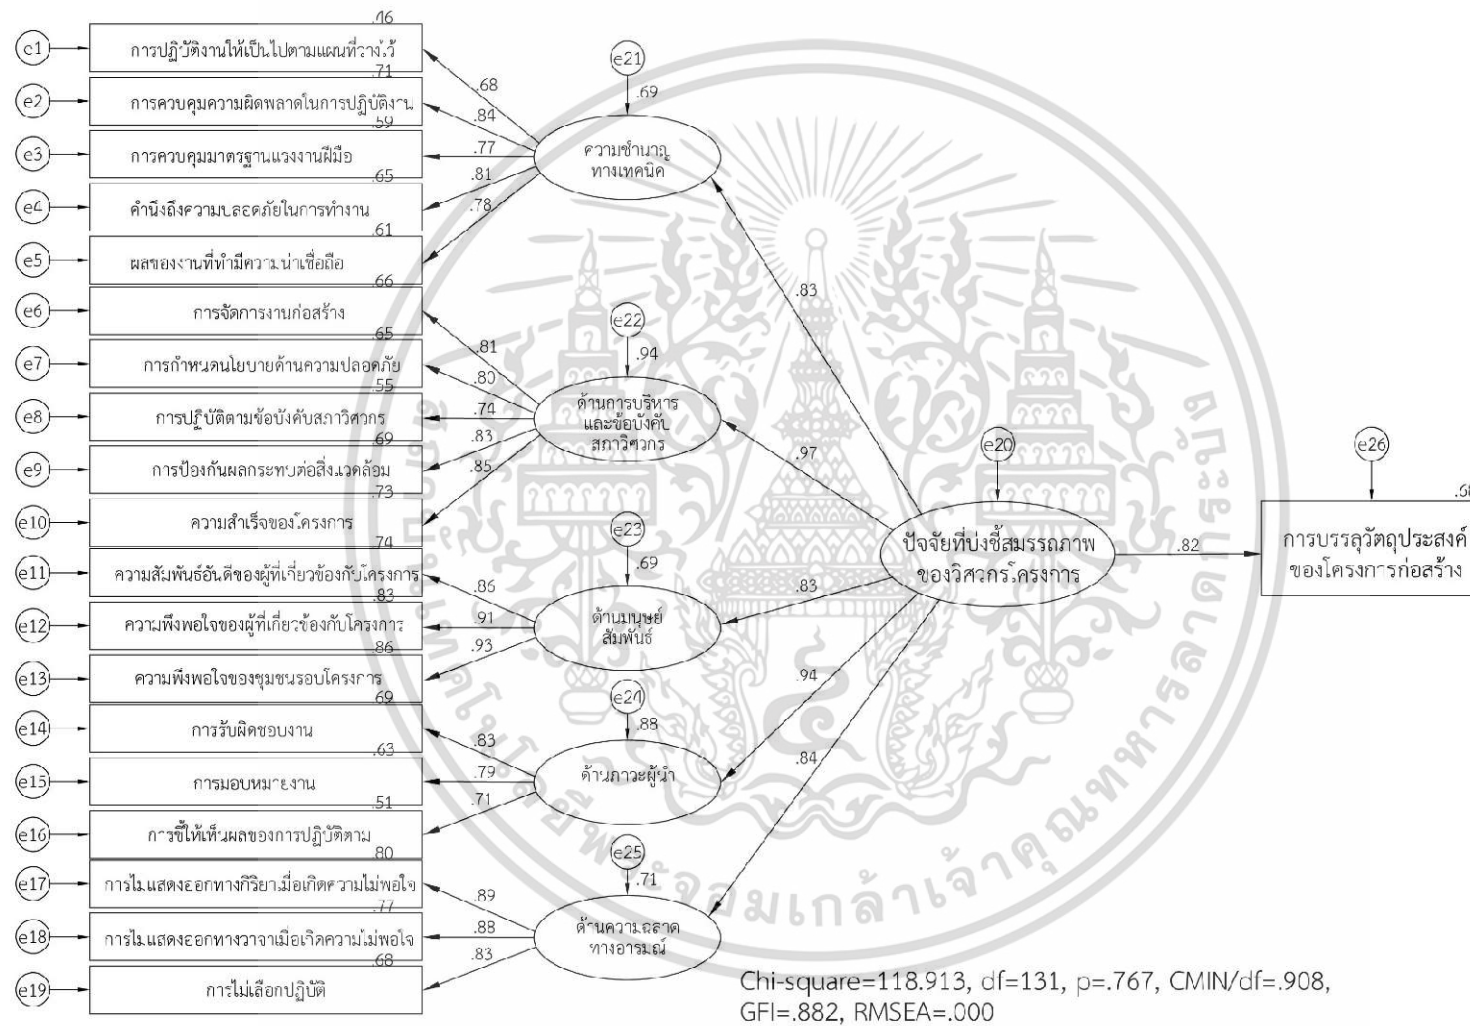 .46
e1
การปฏิบัติงานให้เป็นไปตามแผนที่วางไว้
.71
e2
การควบคุมความผิดพลาดในการปฏิบัติงาน
.59
e3
การควบคุมมาตรฐานแรงงานฝีมือ
.65
e4
คำนึงถึงความปลอดภัยในการทำงาน
.61
e5
ผลของงานที่ทำมีความน่าเชื่อถือ
.66
e6
การจัดการงานก่อสร้าง
.65
e7
การกำหนดนโยบายด้านความปลอดภัย
.55
e8
การปฏิบัติตามข้อบังคับสภาวิศวกร
.69
e9
การป้องกันผลกระทบต่อสิ่งแวดล้อม
.73
e10
ความสำเร็จของโครงการ
.74
e11
ความสัมพันธ์อันดีของผู้ที่เกี่ยวข้องกับโครงการ
.83
e12
ความพึงพอใจของผู้ที่เกี่ยวข้องกับโครงการ
.86
e13
ความพึงพอใจของชุมชนรอบโครงการ
.69
e14
การรับผิดชอบงาน
.63
e15
การมอบหมายงาน
.51
e16
การชี้ให้เห็นผลของการปฏิบัติตาม
.80
e17
การไม่แสดงออกทางกิริยาเมื่อเกิดความไม่พอใจ
.77
e18
การไม่แสดงออกทางวาจาเมื่อเกิดความไม่พอใจ
.68
e19
การไม่เลือกปฏิบัติ
.68
.84
.77
.81
.78
e21
.69
ความชำนาญ
ทางเทคนิค
.81
.80
.74
.83
.85
e22
.94
ด้านการบริหาร
และข้อบังคับ
สภาวิศวกร
.86
.91
.93
e23
.69
ด้านมนุษย์
สัมพันธ์
.83
.79
.71
e24
.88
ด้านภาวะผู้นำ
.89
.88
.83
e25
.71
ด้านความฉลาด
ทางอารมณ์
.83
.97
.83
.94
.84
e20
ปัจจัยที่บ่งชี้สมรรถภาพ
ของวิศวกรโครงการ
.82
e26
.68
การบรรลุวัตถุประสงค์
ของโครงการก่อสร้าง
Chi-square=118.913, df=131, p=.767, CMIN/df=.908,
GFI=.882, RMSEA=.000